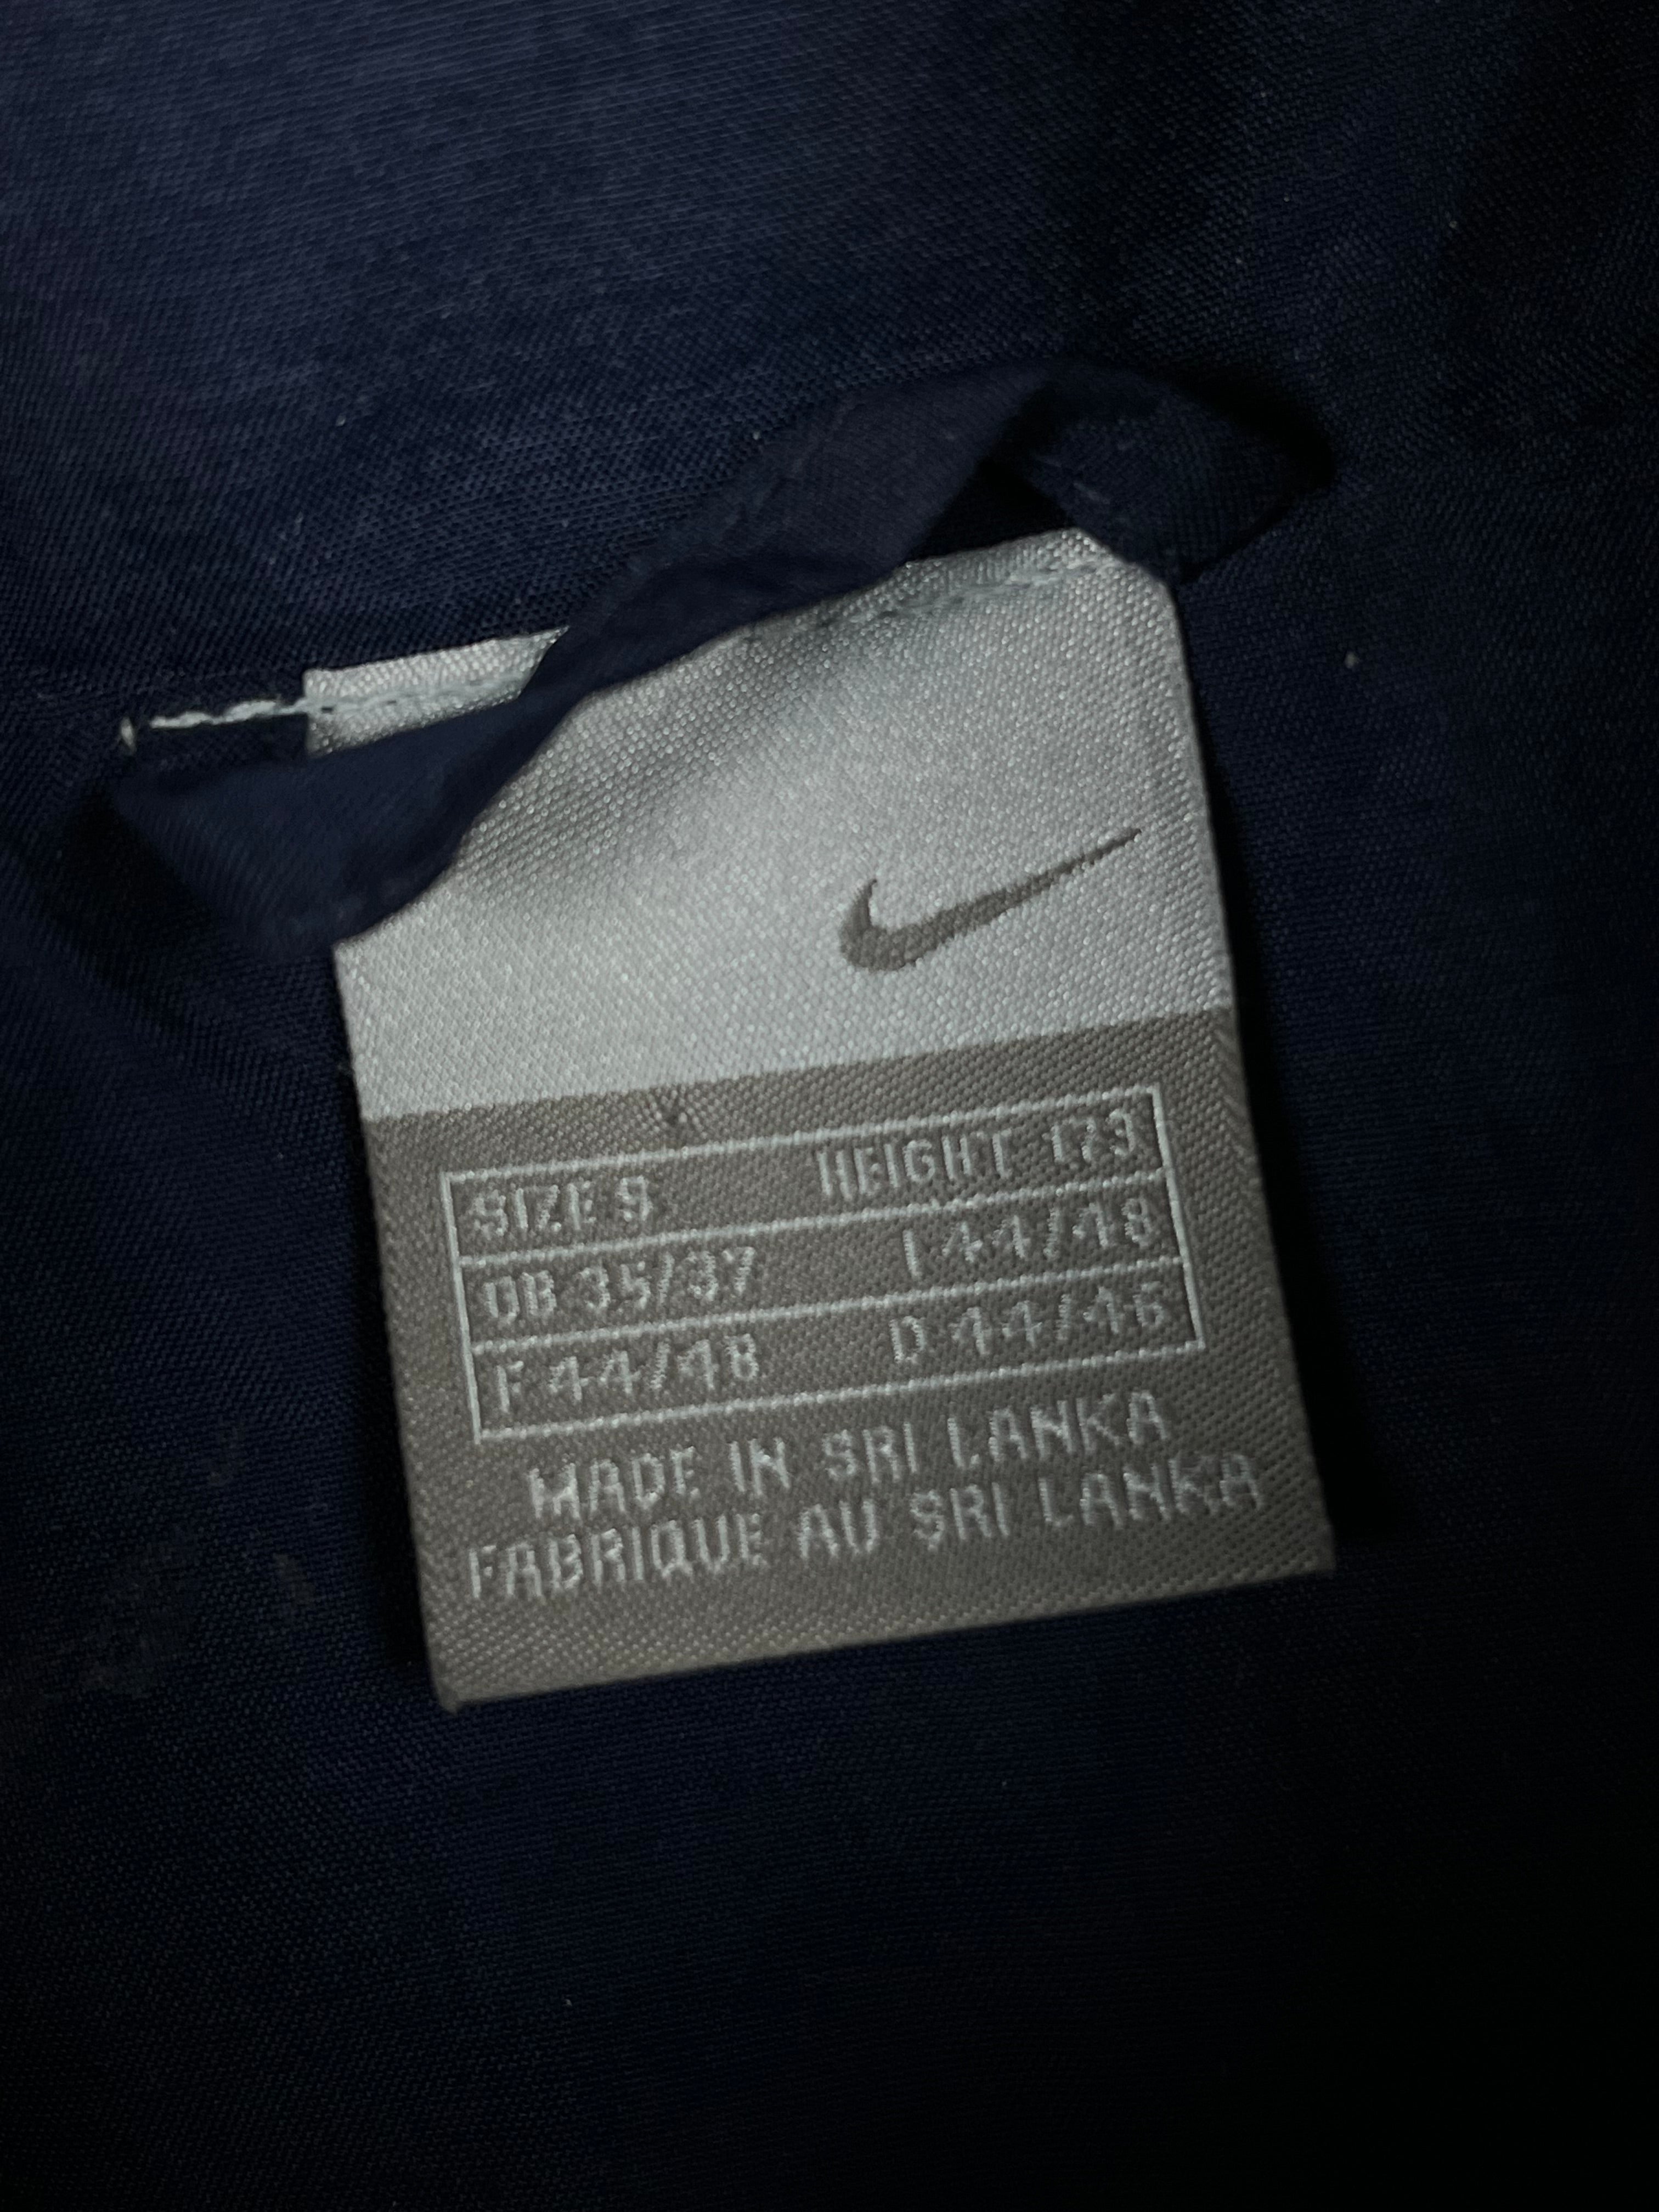 SIZE S HEIGHT 173
GB 35/37 I 44/48
F 44/48 D 44/46
MADE IN SRI LANKA
FABRIQUE AU SRI LANKA